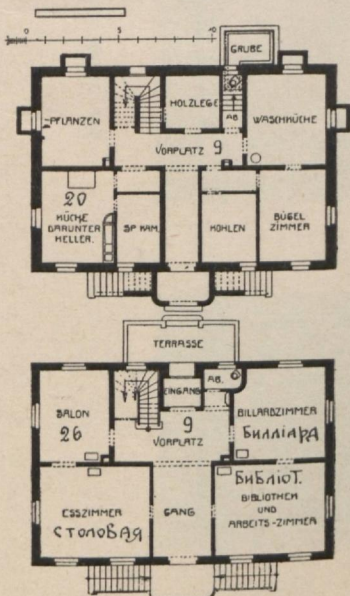 0 5 10
GRUBE
PFLANZEN
HOLZLEGE
AB.
WASCHKÜCHE
VORPLATZ 9
20
KÜCHE
DARUNTER
KELLER.
SP. KAM.
KOHLEN
BÜGEL
ZIMMER
TERRASSE
SALON
26
EINGANG
AB.
BILLARDZIMMER
БИЛЛІАРД
9
VORPLATZ
ESSZIMMER
СТОЛОВАЯ
GANG
БИБЛІОТ.
BIBLIOTHEK
UND
ARBEITS-ZIMMER